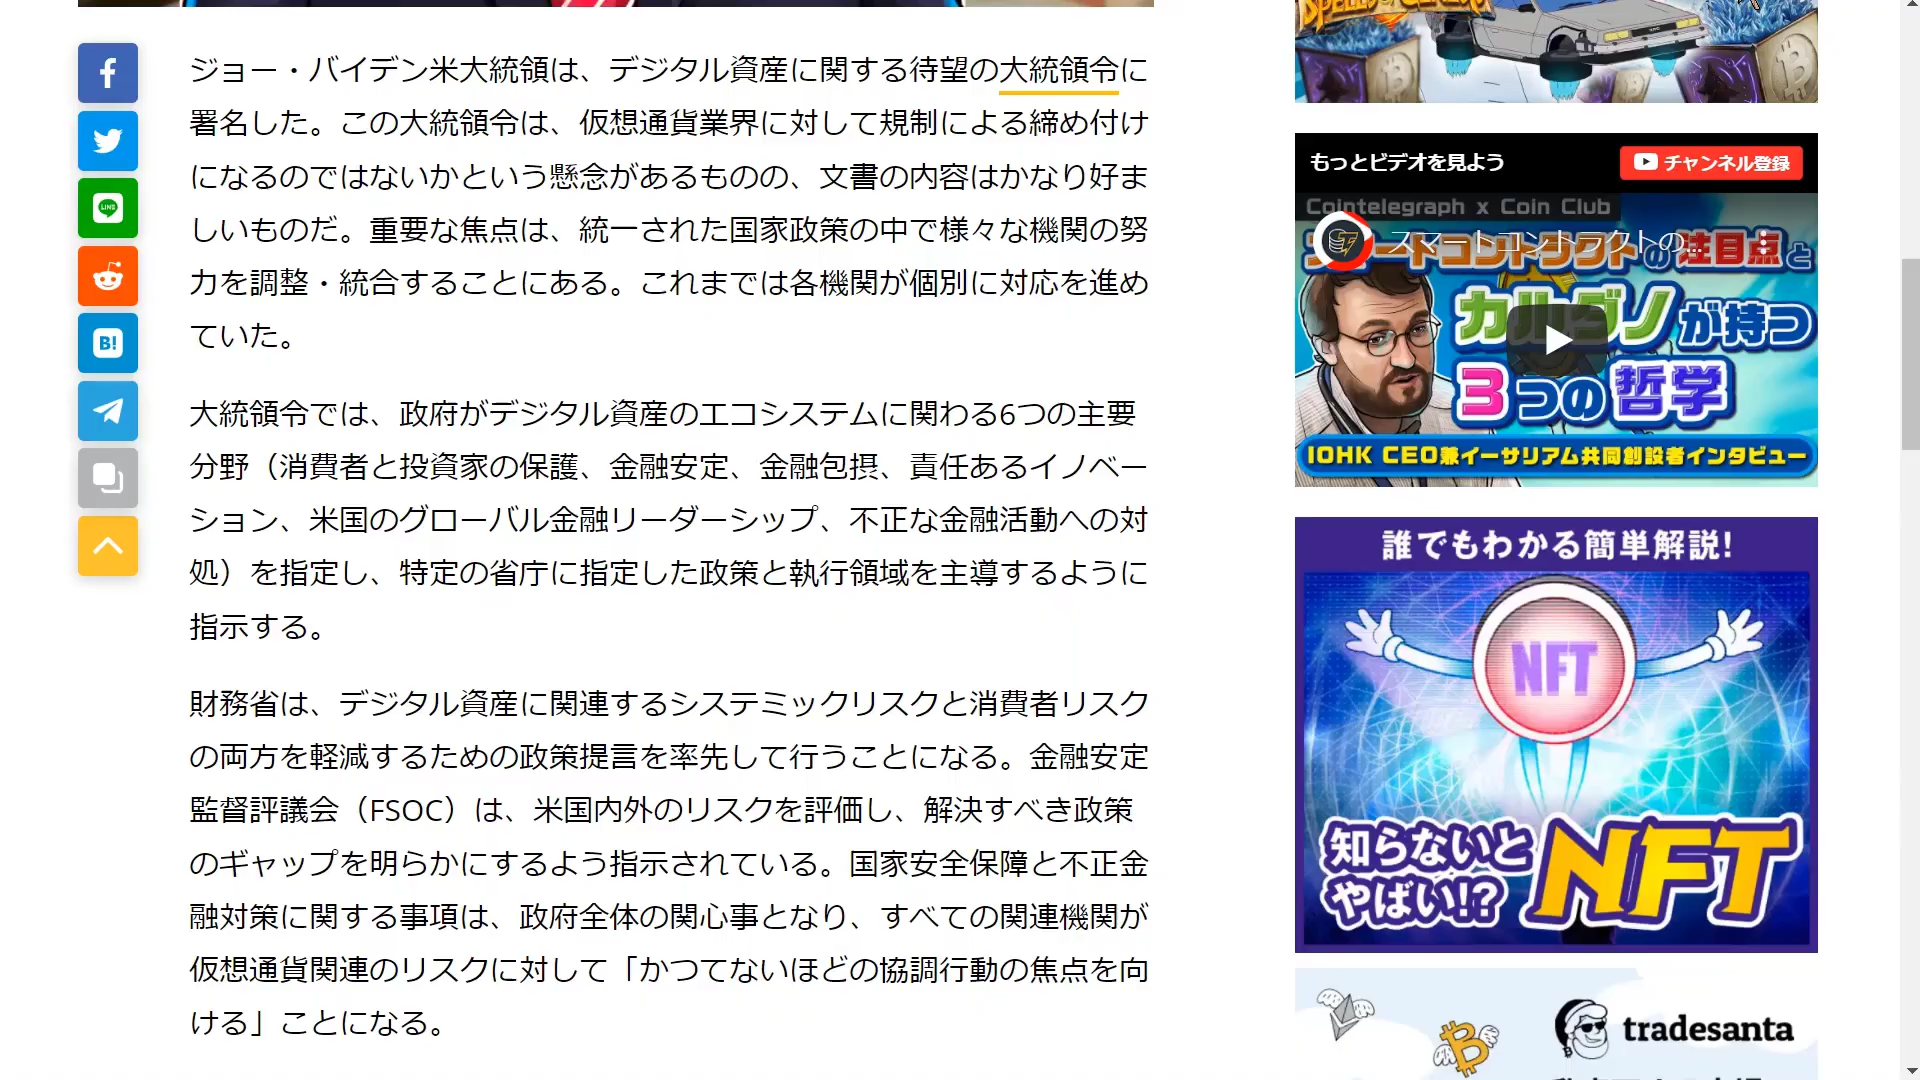 ジョー・バイデン米大統領は、デジタル資産に関する待望の大統領令に
署名した。この大統領令は、仮想通貨業界に対して規制による締め付け
になるのではないかという懸念があるものの、文書の内容はかなり好ま
しいものだ。重要な焦点は、統一された国家政策の中で様々な機関の努
力を調整・統合することにある。これまでは各機関が個別に対応を進め
ていた。
大統領令では、政府がデジタル資産のエコシステムに関わる6つの主要
分野（消費者と投資家の保護、金融安定、金融包摂、責任あるイノベー
ション、米国のグローバル金融リーダーシップ、不正な金融活動への対
処）を指定し、特定の省庁に指定した政策と執行領域を主導するように
指示する。
財務省は、デジタル資産に関連するシステミックリスクと消費者リスク
の両方を軽減するための政策提言を率先して行うことになる。金融安定
監督評議会（FSOC）は、米国内外のリスクを評価し、解決すべき政策
のギャップを明らかにするよう指示されている。国家安全保障と不正金
融対策に関する事項は、政府全体の関心事となり、すべての関連機関が
仮想通貨関連のリスクに対して「かつてないほどの協調行動の焦点を向
ける」ことになる。
LINE
B!
もっとビデオを見よう
チャンネル登録
Cointelegraph x Coin Club
スマートコントラクトの...
スマートコントラクトの注目点と
カルダノが持つ
3つの哲学
IOHK CEO兼イーサリアム共同創設者インタビュー
誰でもわかる簡単解説!
NFT
知らないと
やばい!?
NFT
tradesanta